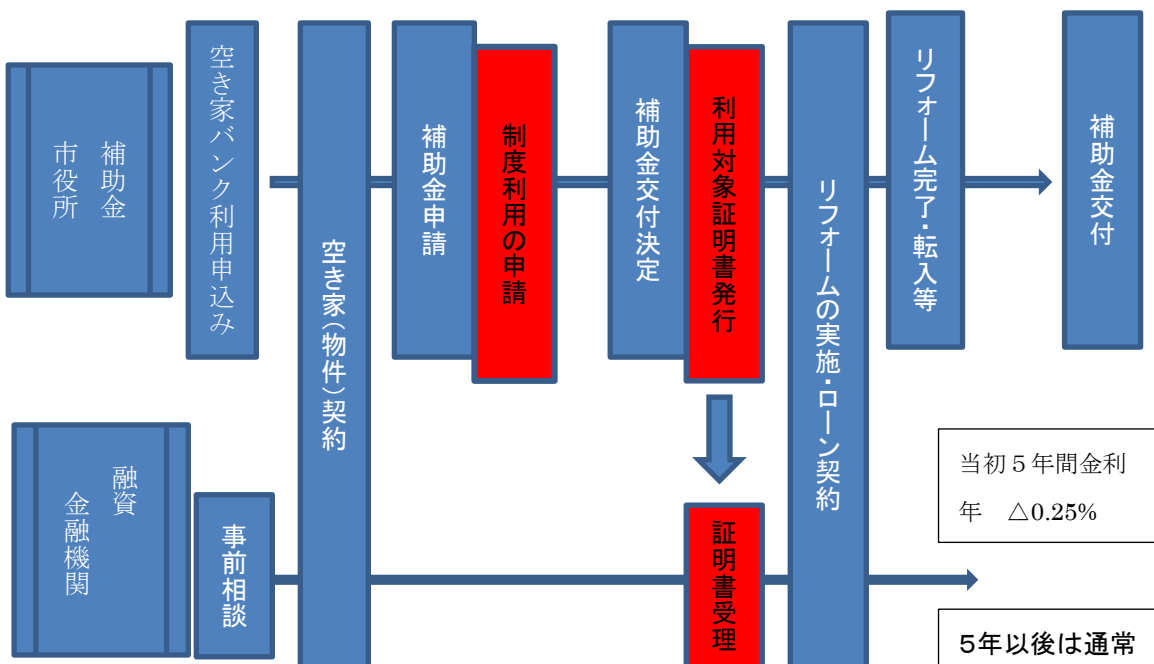 補助金
市役所
空き家バンク利用申込み
空き家（物件）契約
補助金申請
制度利用の申請
補助金交付決定
利用対象証明書発行
リフォームの実施・ローン契約
リフォーム完了・転入等
補助金交付
融資
金融機関
事前相談
証明書受理
当初５年間金利
年　△0.25%
5年以後は通常